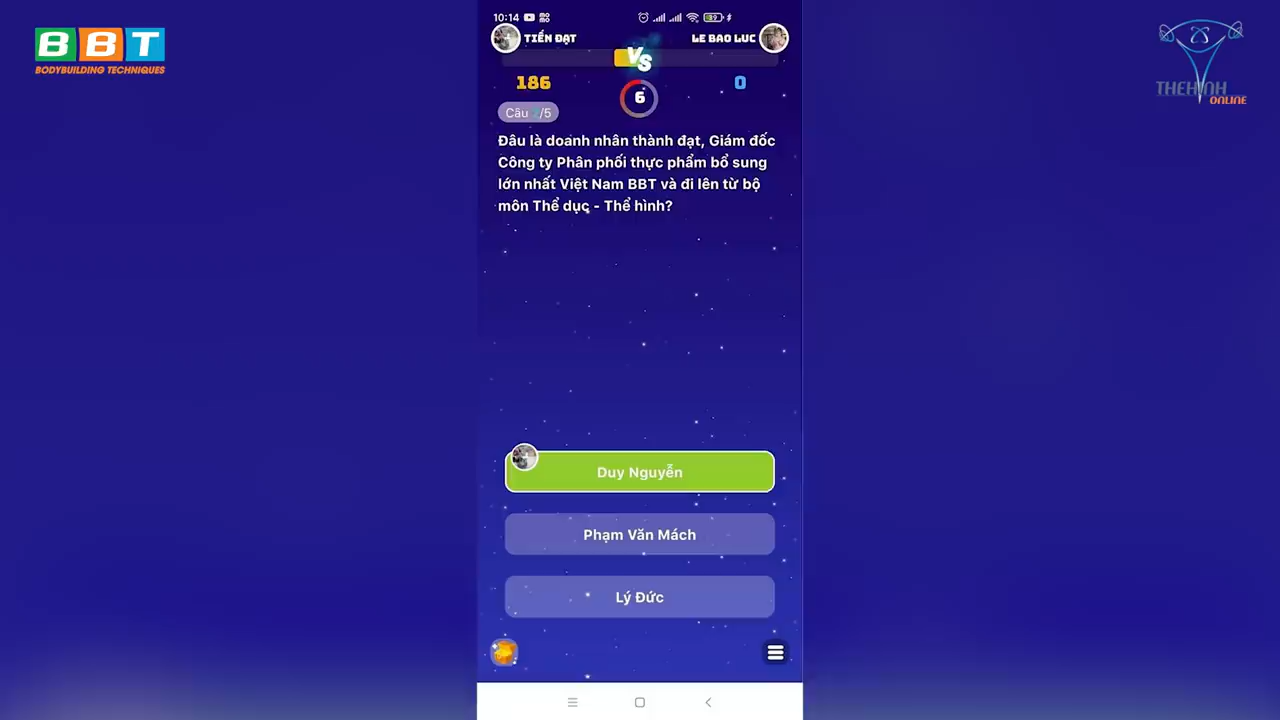 BBT
BODYBUILDING TECHNIQUES
THEHINH
ONLINE
10:14
TIẾN ĐẠT
VS
LE BAO LUC
186
6
0
Câu /5
Đâu là doanh nhân thành đạt, Giám đốc
Công ty Phân phối thực phẩm bổ sung
lớn nhất Việt Nam BBT và đi lên từ bộ
môn Thể dục - Thể hình?
Duy Nguyễn
Phạm Văn Mách
Lý Đức